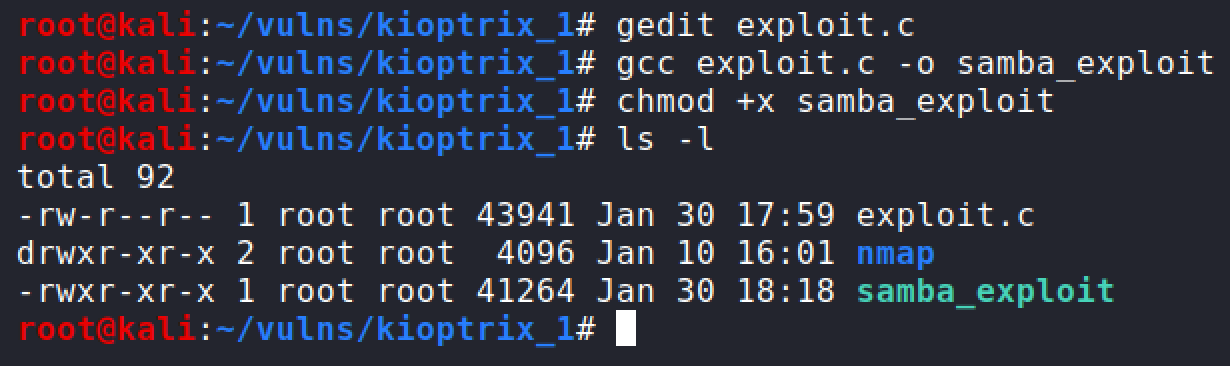 root@kali:~/vulns/kioptrix_1# gedit exploit.c
root@kali:~/vulns/kioptrix_1# gcc exploit.c -o samba_exploit
root@kali:~/vulns/kioptrix_1# chmod +x samba_exploit
root@kali:~/vulns/kioptrix_1# ls -l
total 92
-rw-r--r-- 1 root root 43941 Jan 30 17:59 exploit.c
drwxr-xr-x 2 root root  4096 Jan 10 16:01 nmap
-rwxr-xr-x 1 root root 41264 Jan 30 18:18 samba_exploit
root@kali:~/vulns/kioptrix_1#